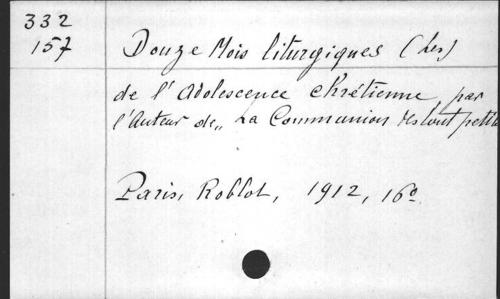 332
157
Douze Mois liturgiques (Les)
de l'Adolescence chrétienne, par
l'Auteur de „ La Communion des tout petits
Paris, Roblot, 1912, 16º